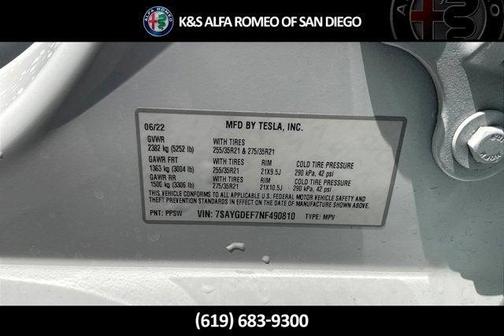 K&S ALFA ROMEO OF SAN DIEGO
06/22 MFD BY TESLA, INC.
GVWR WITH TIRES
2382 kg (5252 lb) 255/35R21 & 275/35R21
GAWR FRT WITH TIRES RIM COLD TIRE PRESSURE
1363 kg (3004 lb) 255/35R21 21X9.5J 290 kPa, 42 psi
GAWR RR WITH TIRES RIM COLD TIRE PRESSURE
1500 kg (3306 lb) 275/35R21 21X10.5J 290 kPa, 42 psi
THIS VEHICLE CONFORMS TO ALL APPLICABLE U.S. FEDERAL MOTOR VEHICLE SAFETY AND
THEFT PREVENTION STANDARDS IN EFFECT ON THE DATE OF MANUFACTURE SHOWN ABOVE.
PNT: PPSW VIN: 7SAYGDEF7NF490810 TYPE: MPV
(619) 683-9300